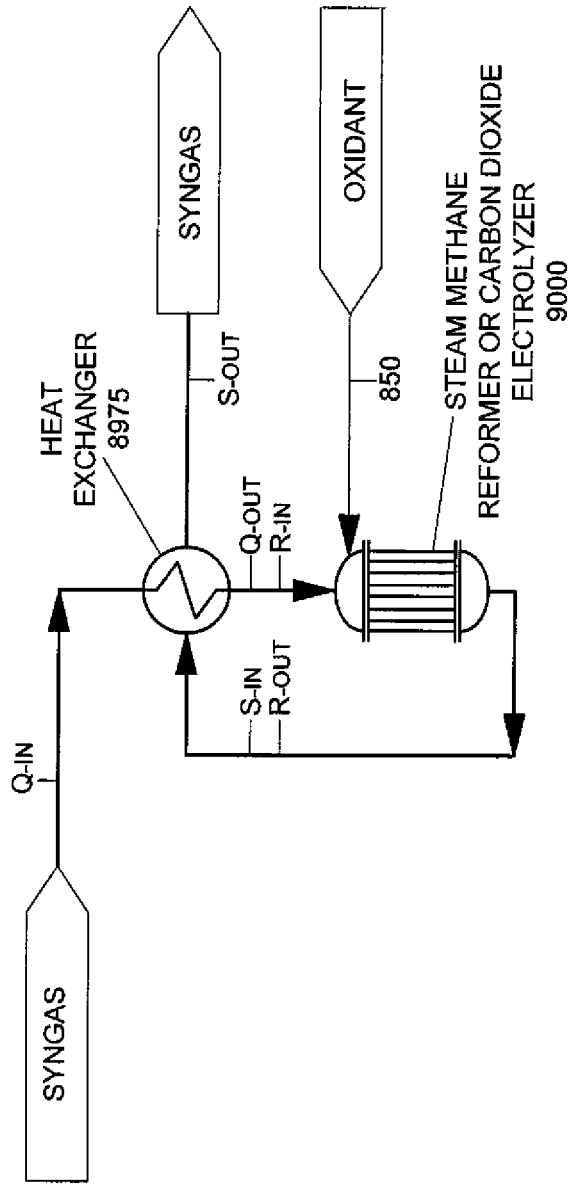 SYNGAS
Q-IN
HEAT
EXCHANGER
8975
S-OUT
SYNGAS
Q-OUT
R-IN
S-IN
R-OUT
OXIDANT
850
STEAM METHANE
REFORMER OR CARBON DIOXIDE
ELECTROLYZER
9000